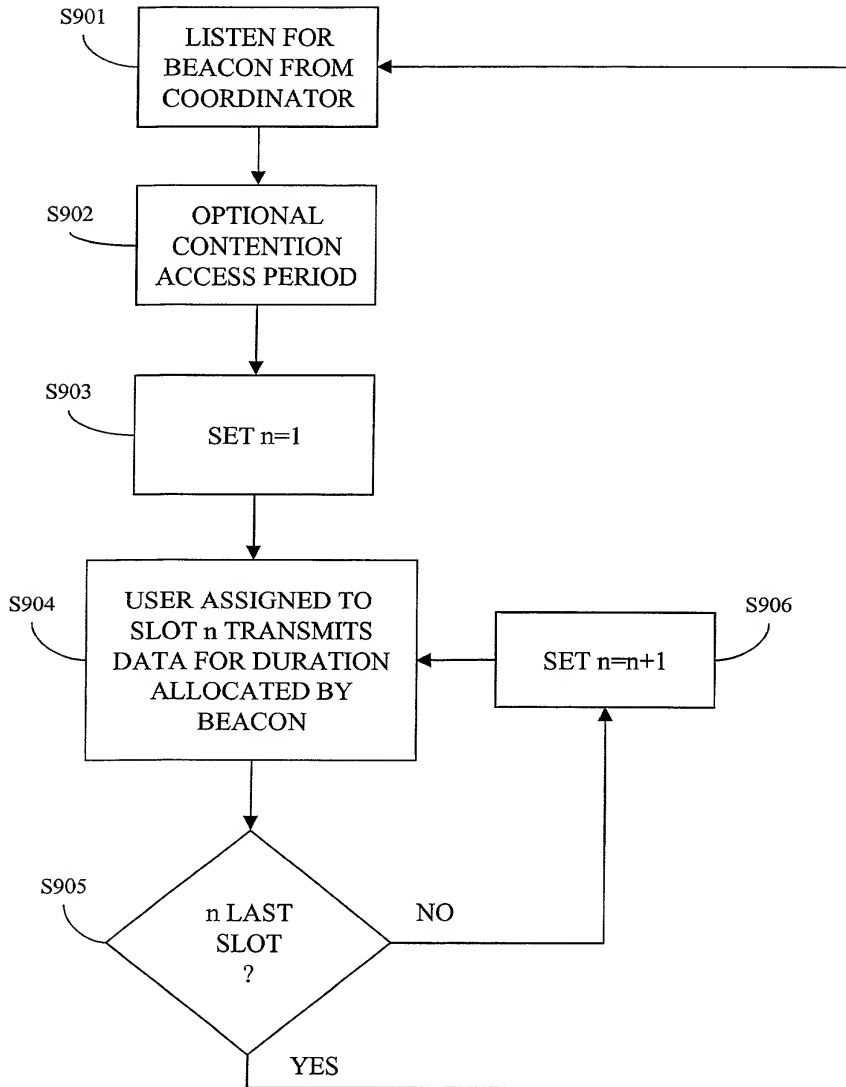 S901
LISTEN FOR
BEACON FROM
COORDINATOR
S902
OPTIONAL
CONTENTION
ACCESS PERIOD
S903
SET n=1
S904
USER ASSIGNED TO
SLOT n TRANSMITS
DATA FOR DURATION
ALLOCATED BY
BEACON
S906
SET n=n+1
S905
n LAST
SLOT
?
NO
YES